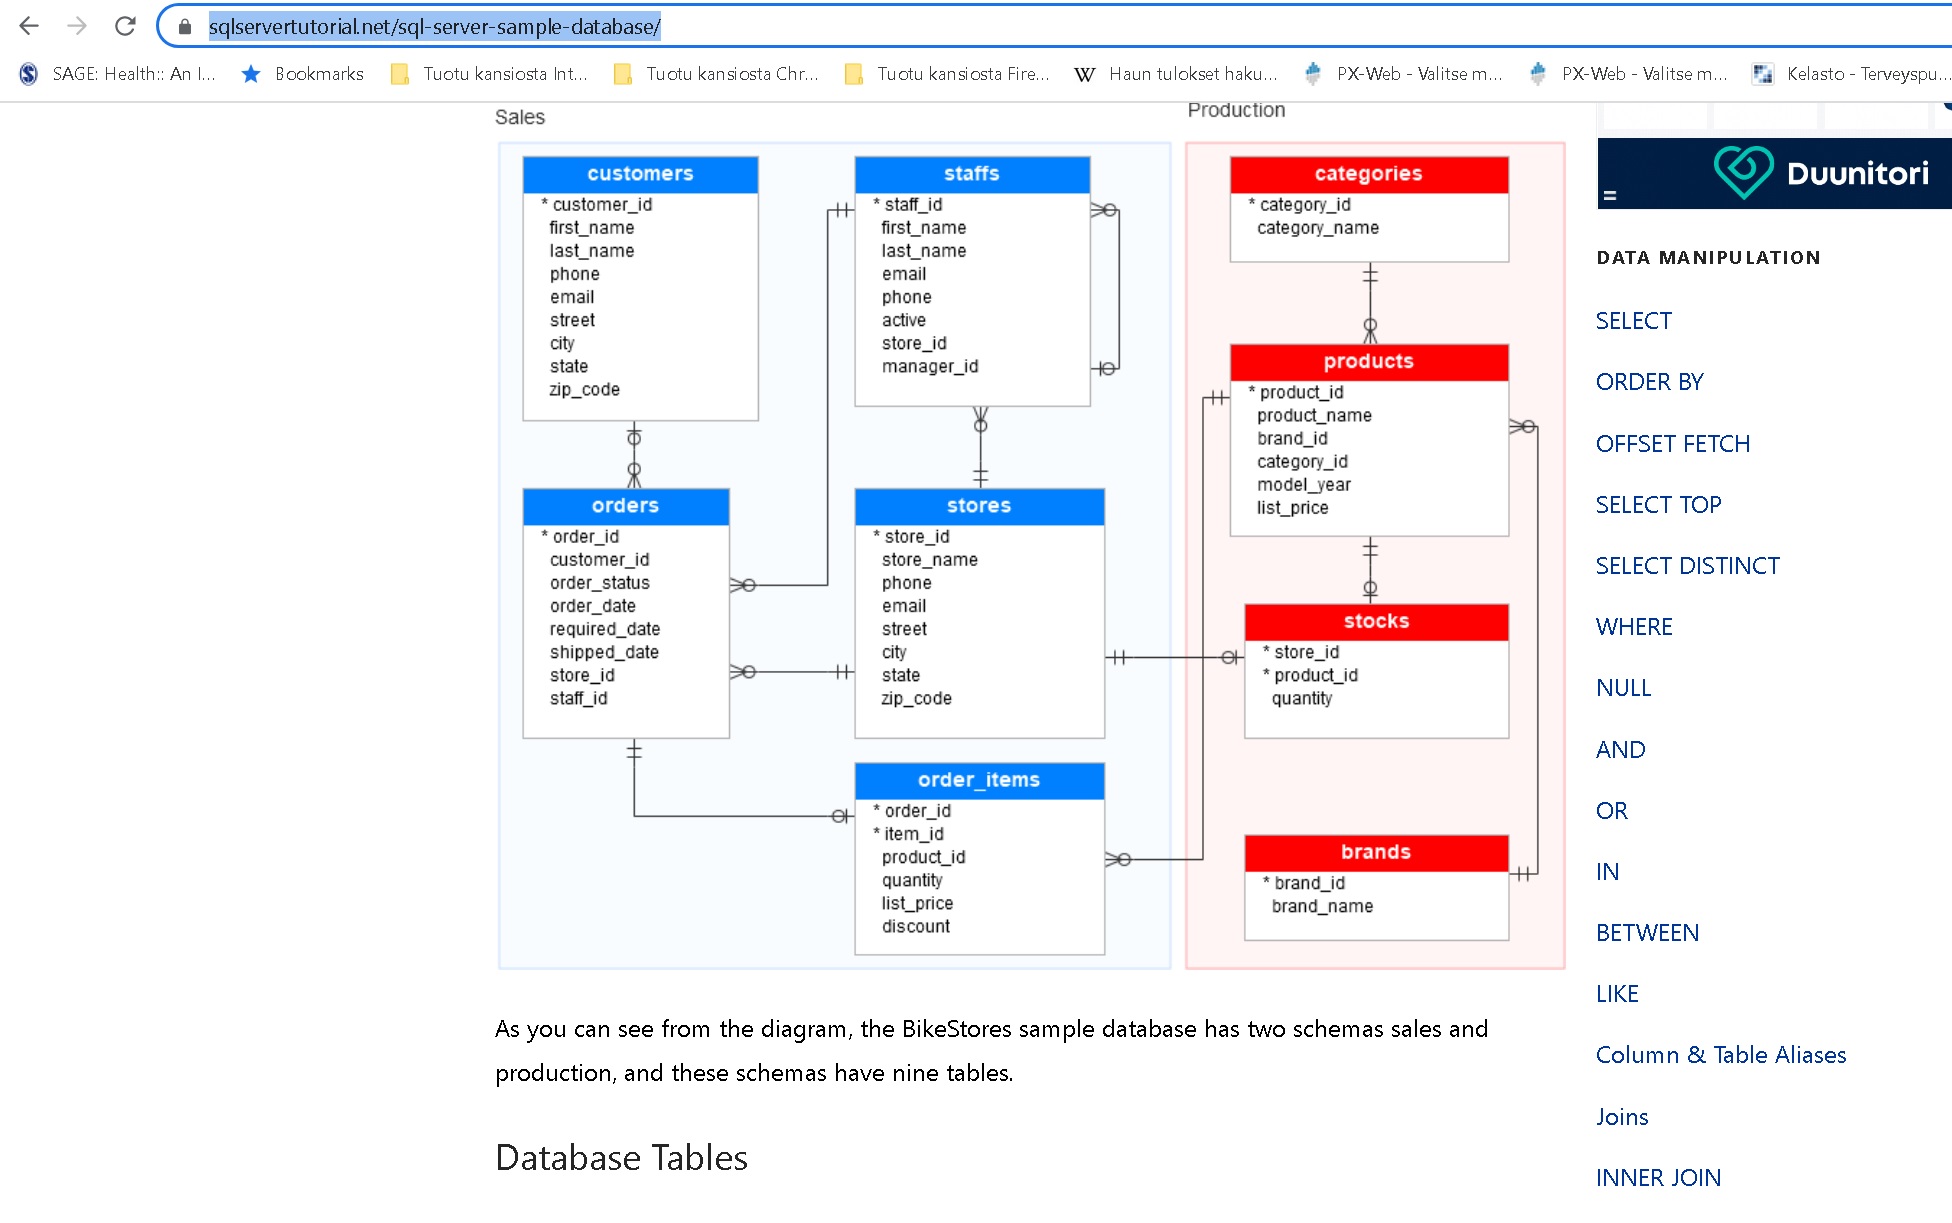 sqlservertutorial.net/sql-server-sample-database/
SAGE: Health:: An I... Bookmarks Tuotu kansiosta Int... Tuotu kansiosta Chr... Tuotu kansiosta Fire... W Haun tulokset haku... PX-Web - Valitse m... PX-Web - Valitse m... Kelasto - Terveyspu...
Sales
customers
* customer_id
first_name
last_name
phone
email
street
city
state
zip_code
staffs
* staff_id
first_name
last_name
email
phone
active
store_id
manager_id
orders
* order_id
customer_id
order_status
order_date
required_date
shipped_date
store_id
staff_id
stores
* store_id
store_name
phone
email
street
city
state
zip_code
order_items
* order_id
* item_id
product_id
quantity
list_price
discount
Production
categories
* category_id
category_name
products
* product_id
product_name
brand_id
category_id
model_year
list_price
stocks
* store_id
* product_id
quantity
brands
* brand_id
brand_name
As you can see from the diagram, the BikeStores sample database has two schemas sales and
production, and these schemas have nine tables.
Database Tables
Duunitori
DATA MANIPULATION
SELECT
ORDER BY
OFFSET FETCH
SELECT TOP
SELECT DISTINCT
WHERE
NULL
AND
OR
IN
BETWEEN
LIKE
Column & Table Aliases
Joins
INNER JOIN